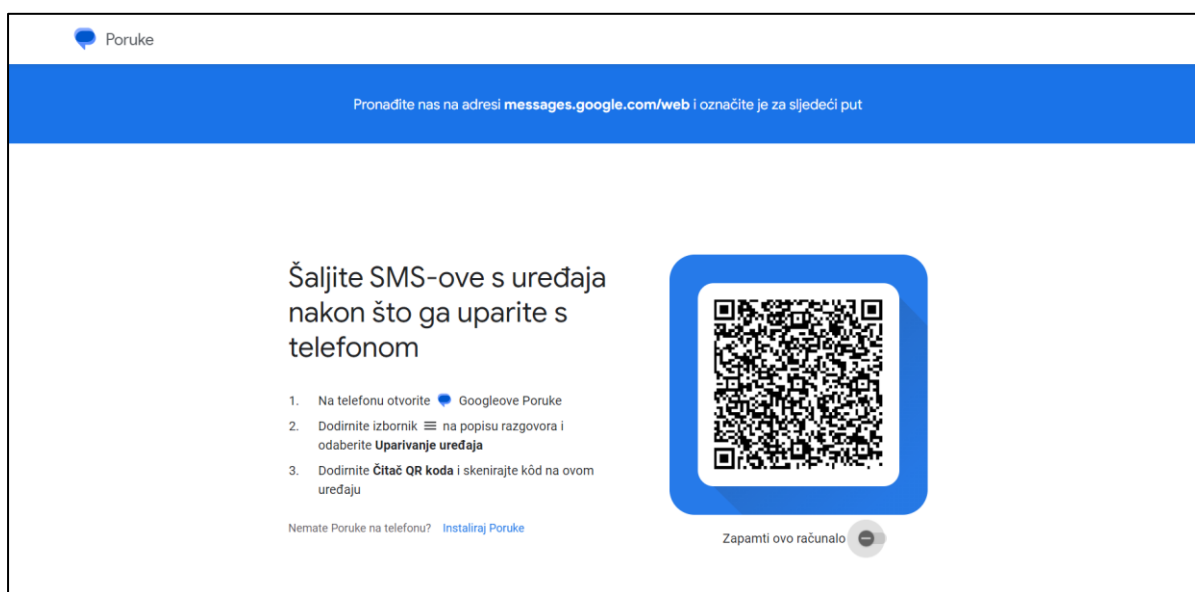 Poruke
Pronađite nas na adresi messages.google.com/web i označite je za sljedeći put
Šaljite SMS-ove s uređaja
nakon što ga uparite s
telefonom
1. Na telefonu otvorite Googleove Poruke
2. Dodirnite izbornik na popisu razgovora i
odaberite Uparivanje uređaja
3. Dodirnite Čitač QR koda i skenirajte kôd na ovom
uređaju
Nemate Poruke na telefonu? Instaliraj Poruke
Zapamti ovo računalo